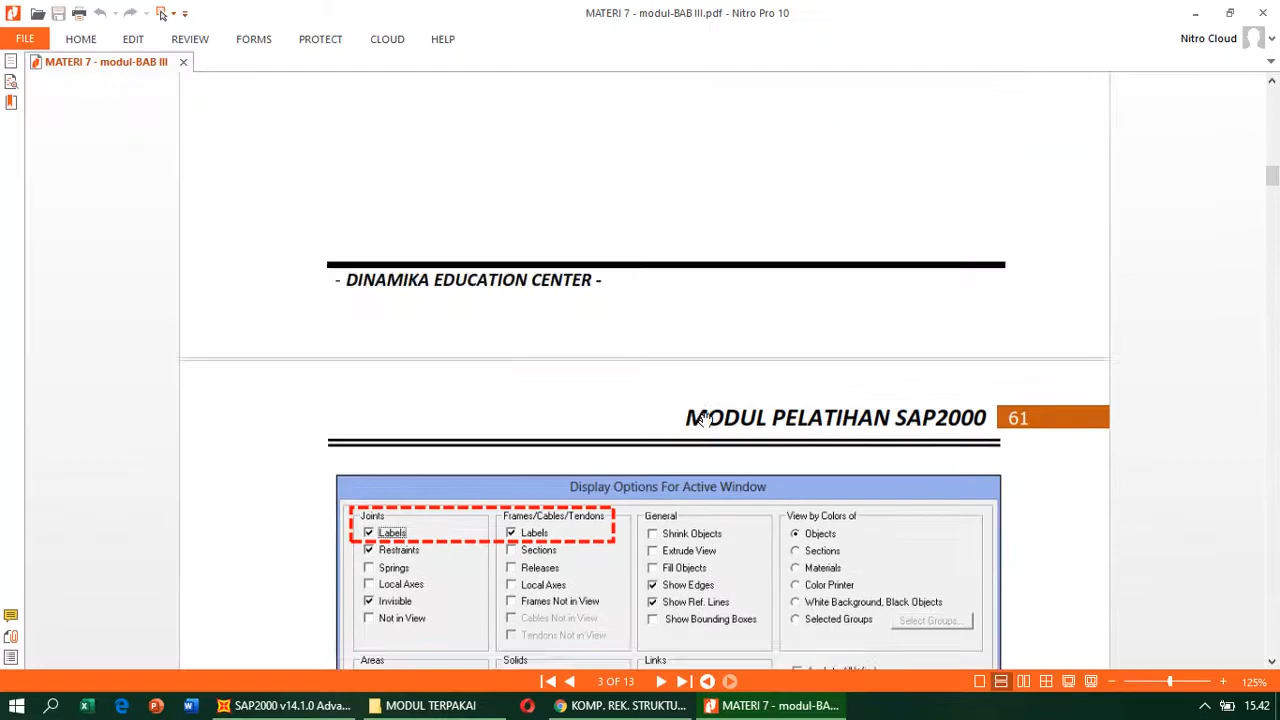 MATERI 7 - modul-BAB III.pdf - Nitro Pro 10
FILE HOME EDIT REVIEW FORMS PROTECT CLOUD HELP
Nitro Cloud
MATERI 7 - modul-BAB III
- DINAMIKA EDUCATION CENTER -
MODUL PELATIHAN SAP2000 61
Display Options For Active Window
Joints
Labels
Restraints
Springs
Local Axes
Invisible
Not in View
Frames/Cables/Tendons
Labels
Sections
Releases
Local Axes
Frames Not in View
Cables Not in View
Tendons Not in View
General
Shrink Objects
Extrude View
Fill Objects
Show Edges
Show Ref. Lines
Show Bounding Boxes
View by Colors of
Objects
Sections
Materials
Color Printer
White Background, Black Objects
Selected Groups Select Groups...
Areas Solids Links
3 OF 13
125%
SAP2000 v14.1.0 Adva... MODUL TERPAKAI KOMP. REK. STRUKTU... MATERI 7 - modul-BA... 15.42